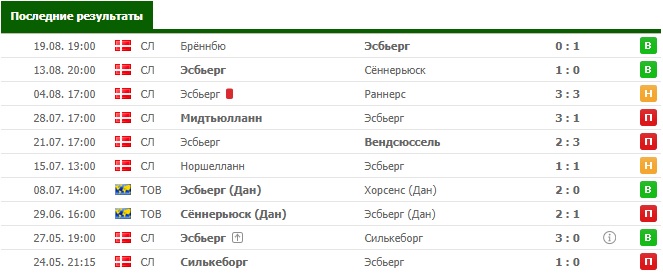 Последние результаты
19.08. 19:00 СЛ Брённбю Эсбьерг 0 : 1 В
13.08. 20:00 СЛ Эсбьерг Сённерьюск 1 : 0 В
04.08. 17:00 СЛ Эсбьерг Раннерс 3 : 3 Н
28.07. 17:00 СЛ Мидтьюлланн Эсбьерг 3 : 1 П
21.07. 17:00 СЛ Эсбьерг Вендсюссель 2 : 3 П
15.07. 13:00 СЛ Норшелланн Эсбьерг 1 : 1 Н
08.07. 14:00 ТОВ Эсбьерг (Дан) Хорсенс (Дан) 2 : 0 В
29.06. 16:00 ТОВ Сённерьюск (Дан) Эсбьерг (Дан) 2 : 1 П
27.05. 19:00 СЛ Эсбьерг Силькеборг 3 : 0 В
24.05. 21:15 СЛ Силькеборг Эсбьерг 1 : 0 П